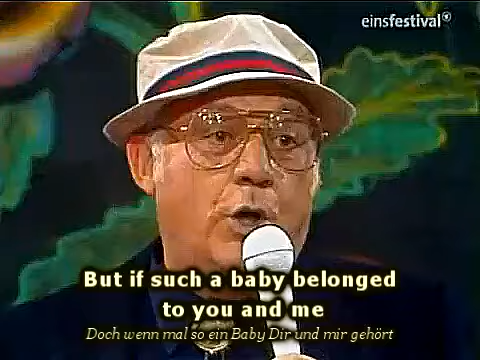 einsfestival
But if such a baby belonged
to you and me
Doch wenn mal so ein Baby Dir und mir gehört